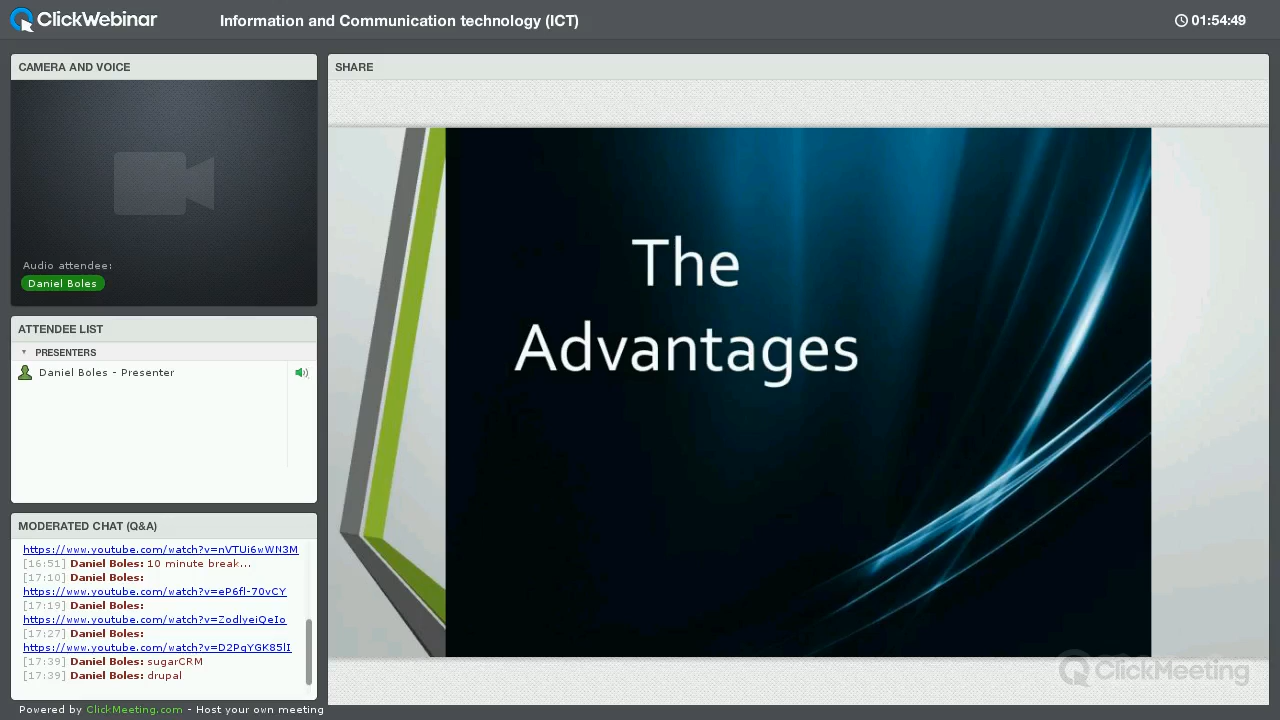 ClickWebinar
Information and Communication technology (ICT)
01:54:49
CAMERA AND VOICE
Audio attendee:
Daniel Boles
ATTENDEE LIST
PRESENTERS
Daniel Boles - Presenter
MODERATED CHAT (Q&A)
https://www.youtube.com/watch?v=nVTUi6wWN3M
[16:51] Daniel Boles: 10 minute break...
[17:10] Daniel Boles:
https://www.youtube.com/watch?v=eP6fl-70vCY
[17:19] Daniel Boles:
https://www.youtube.com/watch?v=ZodlveiQeIo
[17:27] Daniel Boles:
https://www.youtube.com/watch?v=D2PqYGK85lI
[17:39] Daniel Boles: sugarCRM
[17:39] Daniel Boles: drupal
Powered by ClickMeeting.com - Host your own meeting
SHARE
The
Advantages
ClickMeeting